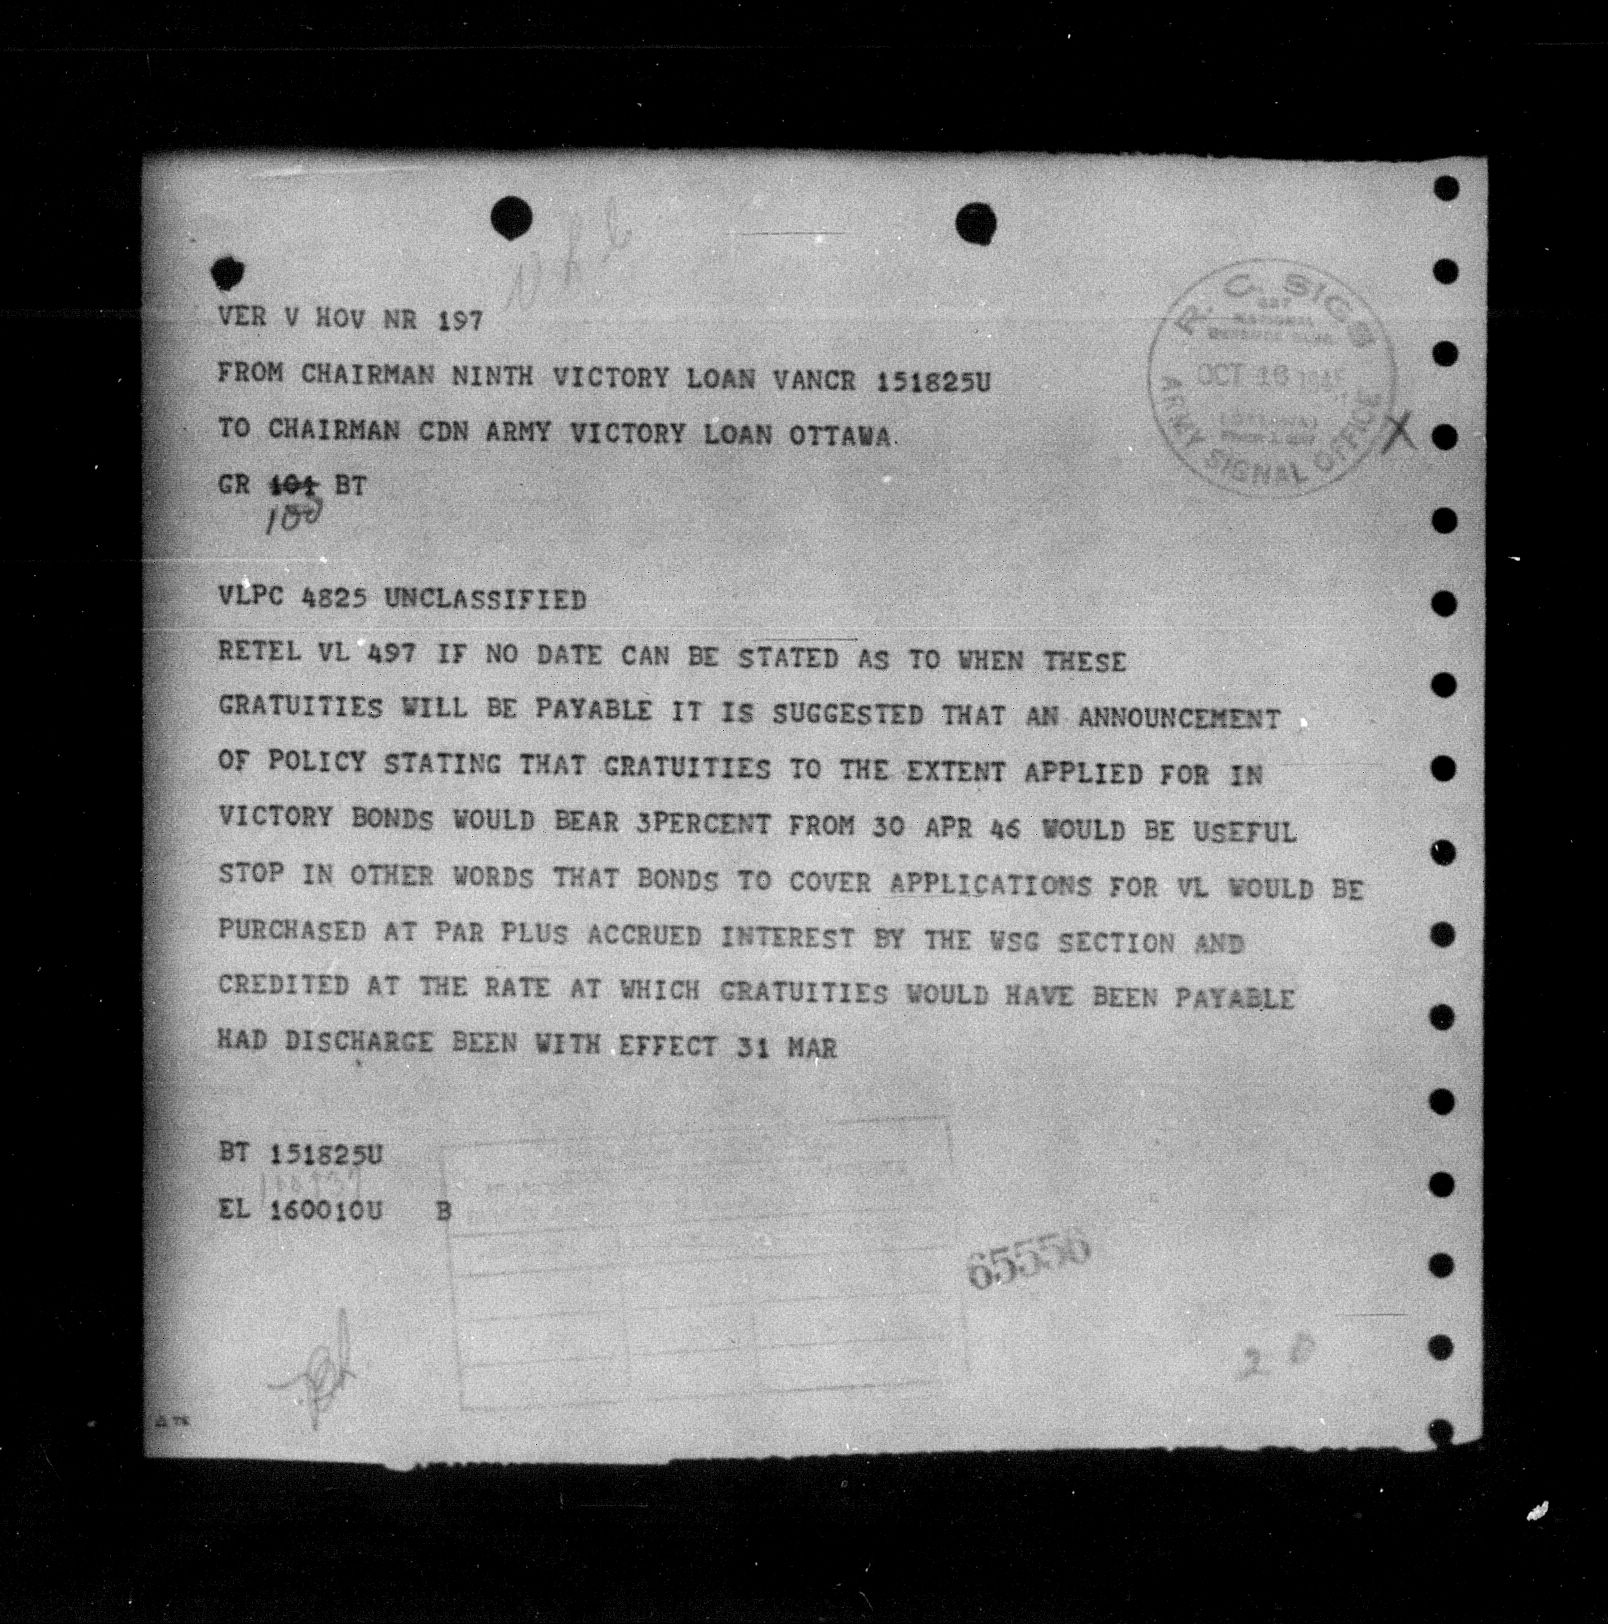 VER V HOV NR 197
FROM CHAIRMAN NINTH VICTORY LOAN VANCR 151825U
TO CHAIRMAN CDN ARMY VICTORY LOAN OTTAWA
GR 101 BT
100
R. C. SIGS
NATIONAL
OCT 16 1945
ARMY SIGNAL OFFICE
X
VLPC 4825 UNCLASSIFIED
RETEL VL 497 IF NO DATE CAN BE STATED AS TO WHEN THESE
GRATUITIES WILL BE PAYABLE IT IS SUGGESTED THAT AN ANNOUNCEMENT
OF POLICY STATING THAT GRATUITIES TO THE EXTENT APPLIED FOR IN
VICTORY BONDS WOULD BEAR 3PERCENT FROM 30 APR 46 WOULD BE USEFUL
STOP IN OTHER WORDS THAT BONDS TO COVER APPLICATIONS FOR VL WOULD BE
PURCHASED AT PAR PLUS ACCRUED INTEREST BY THE WSG SECTION AND
CREDITED AT THE RATE AT WHICH GRATUITIES WOULD HAVE BEEN PAYABLE
HAD DISCHARGE BEEN WITH EFFECT 31 MAR
BT 151825U
EL 160010U B
65556
2 D